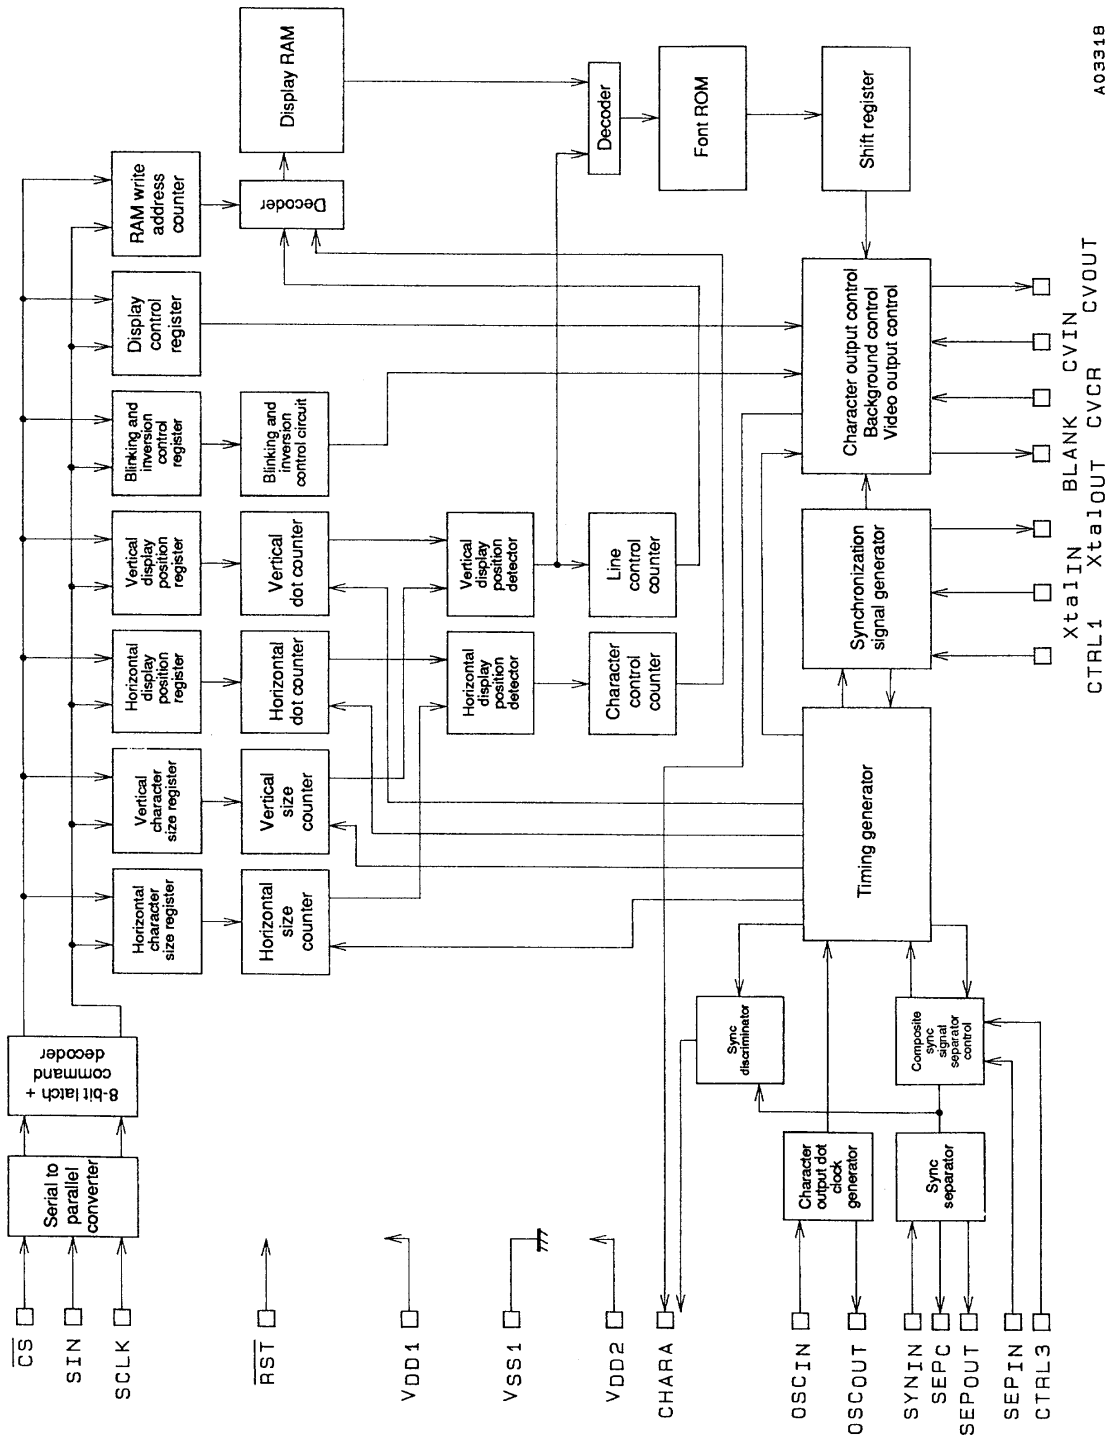 A03318
Display RAM
Decoder
Font ROM
Shift register
RAM write
address
counter
Decoder
Display
control
register
Blinking and
inversion
control
register
Blinking and
inversion
control circuit
Character output control
Background control
Video output control
Vertical
display
position
register
Vertical
dot counter
Vertical
display
position
detector
Line
control
counter
Synchronization
signal generator
Horizontal
display
position
register
Horizontal
dot counter
Horizontal
display
position
detector
Character
control
counter
Vertical
character
size register
Vertical
size
counter
Timing generator
Horizontal
character
size register
Horizontal
size
counter
8-bit latch +
command
decoder
Sync
discriminator
Composite
sync
signal
separator
control
Serial to
parallel
converter
Character
output dot
clock
generator
Sync
separator
CS
SIN
SCLK
RST
VDD1
VSS1
VDD2
CHARA
OSCIN
OSCOUT
SYNIN
SEPC
SEPOUT
SEPIN
CTRL3
CTRL1
XtalIN
XtalOUT
BLANK
CVCR
CVIN
CVOUT